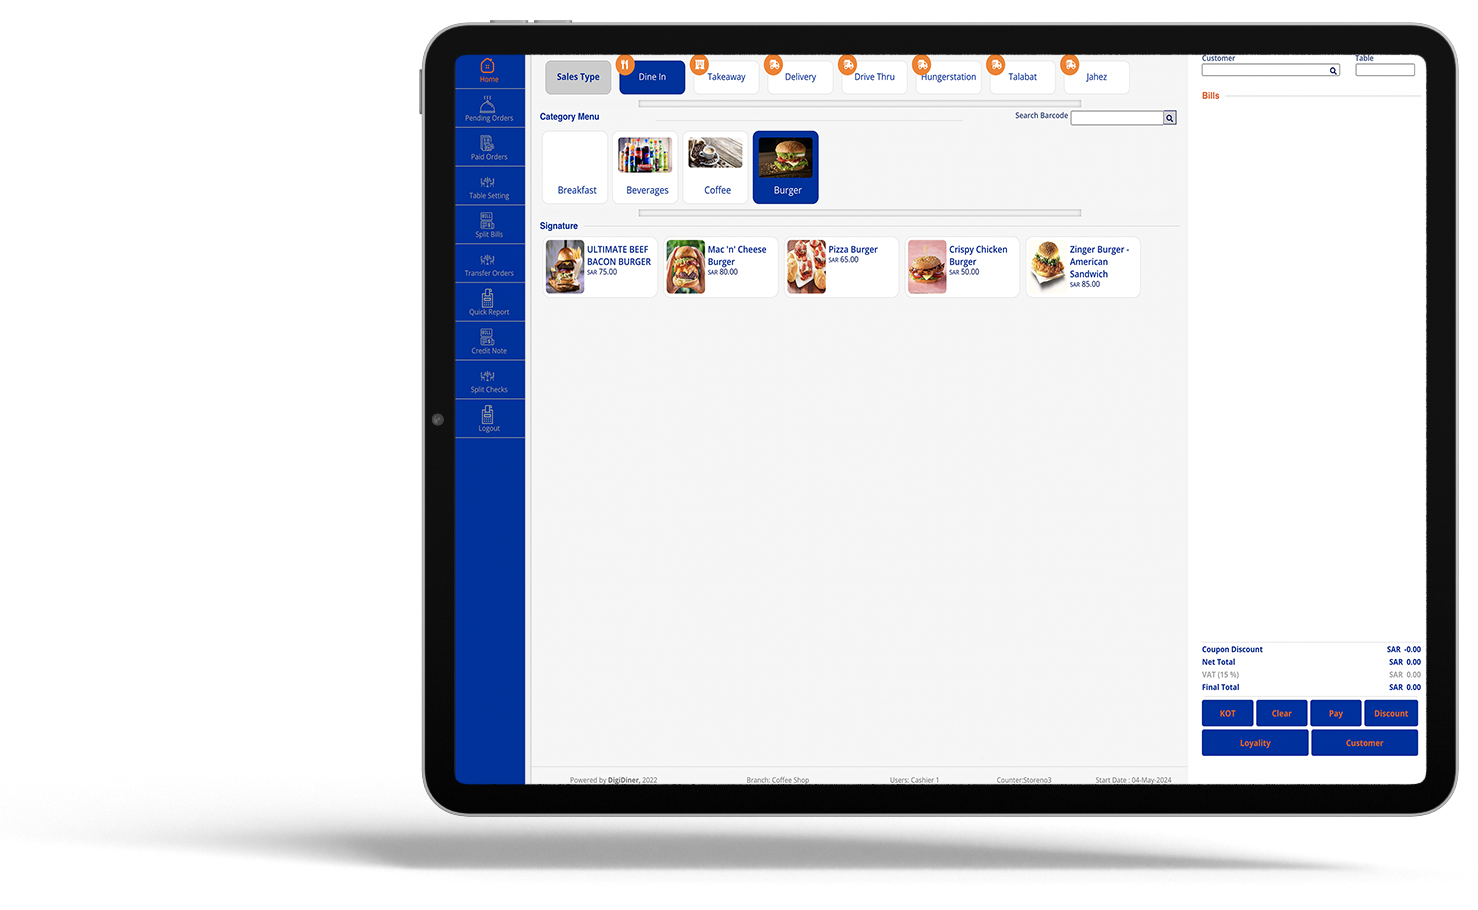 Home
Pending Orders
Paid Orders
Table Setting
Split Bills
Transfer Orders
Quick Report
Credit Note
Split Checks
Logout
Sales Type
Dine In
Takeaway
Delivery
Drive Thru
Hungerstation
Talabat
Jahez
Category Menu
Search Barcode
Breakfast
Beverages
Coffee
Burger
Signature
ULTIMATE BEEF
BACON BURGER
SAR 75.00
Mac 'n' Cheese
Burger
SAR 80.00
Pizza Burger
SAR 65.00
Crispy Chicken
Burger
SAR 50.00
Zinger Burger -
American
Sandwich
SAR 85.00
Customer
Table
Bills
Coupon Discount SAR -0.00
Net Total SAR 0.00
VAT (15 %) SAR 0.00
Final Total SAR 0.00
KOT
Clear
Pay
Discount
Loyality
Customer
Powered by DigiDiner, 2022
Branch: Coffee Shop
Users: Cashier 1
Counter:Storeno3
Start Date : 04-May-2024